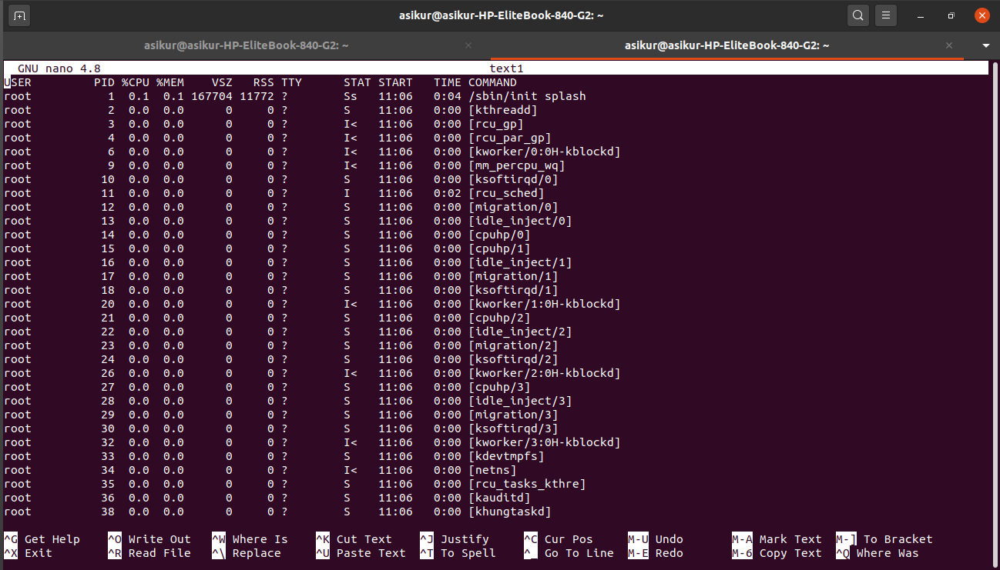 asikur@asikur-HP-EliteBook-840-G2: ~
asikur@asikur-HP-EliteBook-840-G2: ~ asikur@asikur-HP-EliteBook-840-G2: ~
GNU nano 4.8 text1
USER PID %CPU %MEM VSZ RSS TTY STAT START TIME COMMAND
root 1 0.1 0.1 167704 11772 ? Ss 11:06 0:04 /sbin/init splash
root 2 0.0 0.0 0 0 ? S 11:06 0:00 [kthreadd]
root 3 0.0 0.0 0 0 ? I< 11:06 0:00 [rcu_gp]
root 4 0.0 0.0 0 0 ? I< 11:06 0:00 [rcu_par_gp]
root 6 0.0 0.0 0 0 ? I< 11:06 0:00 [kworker/0:0H-kblockd]
root 9 0.0 0.0 0 0 ? I< 11:06 0:00 [mm_percpu_wq]
root 10 0.0 0.0 0 0 ? S 11:06 0:00 [ksoftirqd/0]
root 11 0.0 0.0 0 0 ? I 11:06 0:02 [rcu_sched]
root 12 0.0 0.0 0 0 ? S 11:06 0:00 [migration/0]
root 13 0.0 0.0 0 0 ? S 11:06 0:00 [idle_inject/0]
root 14 0.0 0.0 0 0 ? S 11:06 0:00 [cpuhp/0]
root 15 0.0 0.0 0 0 ? S 11:06 0:00 [cpuhp/1]
root 16 0.0 0.0 0 0 ? S 11:06 0:00 [idle_inject/1]
root 17 0.0 0.0 0 0 ? S 11:06 0:00 [migration/1]
root 18 0.0 0.0 0 0 ? S 11:06 0:00 [ksoftirqd/1]
root 20 0.0 0.0 0 0 ? I< 11:06 0:00 [kworker/1:0H-kblockd]
root 21 0.0 0.0 0 0 ? S 11:06 0:00 [cpuhp/2]
root 22 0.0 0.0 0 0 ? S 11:06 0:00 [idle_inject/2]
root 23 0.0 0.0 0 0 ? S 11:06 0:00 [migration/2]
root 24 0.0 0.0 0 0 ? S 11:06 0:00 [ksoftirqd/2]
root 26 0.0 0.0 0 0 ? I< 11:06 0:00 [kworker/2:0H-kblockd]
root 27 0.0 0.0 0 0 ? S 11:06 0:00 [cpuhp/3]
root 28 0.0 0.0 0 0 ? S 11:06 0:00 [idle_inject/3]
root 29 0.0 0.0 0 0 ? S 11:06 0:00 [migration/3]
root 30 0.0 0.0 0 0 ? S 11:06 0:00 [ksoftirqd/3]
root 32 0.0 0.0 0 0 ? I< 11:06 0:00 [kworker/3:0H-kblockd]
root 33 0.0 0.0 0 0 ? S 11:06 0:00 [kdevtmpfs]
root 34 0.0 0.0 0 0 ? I< 11:06 0:00 [netns]
root 35 0.0 0.0 0 0 ? S 11:06 0:00 [rcu_tasks_kthre]
root 36 0.0 0.0 0 0 ? S 11:06 0:00 [kauditd]
root 38 0.0 0.0 0 0 ? S 11:06 0:00 [khungtaskd]
^G Get Help ^O Write Out ^W Where Is ^K Cut Text ^J Justify ^C Cur Pos M-U Undo M-A Mark Text M-] To Bracket
^X Exit ^R Read File ^\ Replace ^U Paste Text ^T To Spell ^_ Go To Line M-E Redo M-6 Copy Text ^Q Where Was